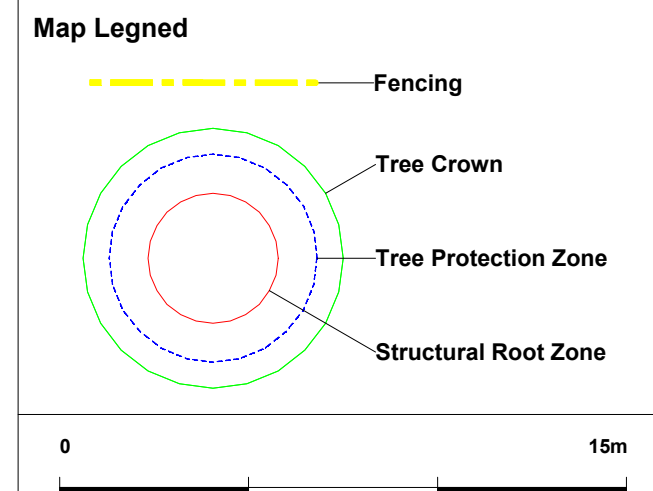 Map Legned
Fencing
Tree Crown
Tree Protection Zone
Structural Root Zone
0 15m